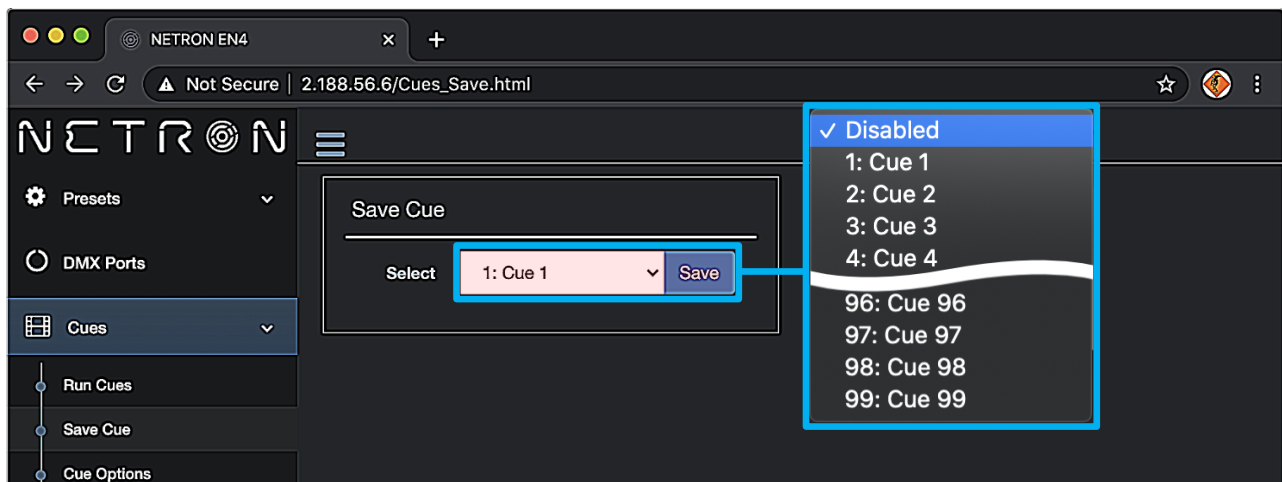 NETRON EN4
Not Secure | 2.188.56.6/Cues_Save.html
NETRON
Presets
DMX Ports
Cues
Run Cues
Save Cue
Cue Options
Save Cue
Select 1: Cue 1 Save
✓ Disabled
1: Cue 1
2: Cue 2
3: Cue 3
4: Cue 4
96: Cue 96
97: Cue 97
98: Cue 98
99: Cue 99